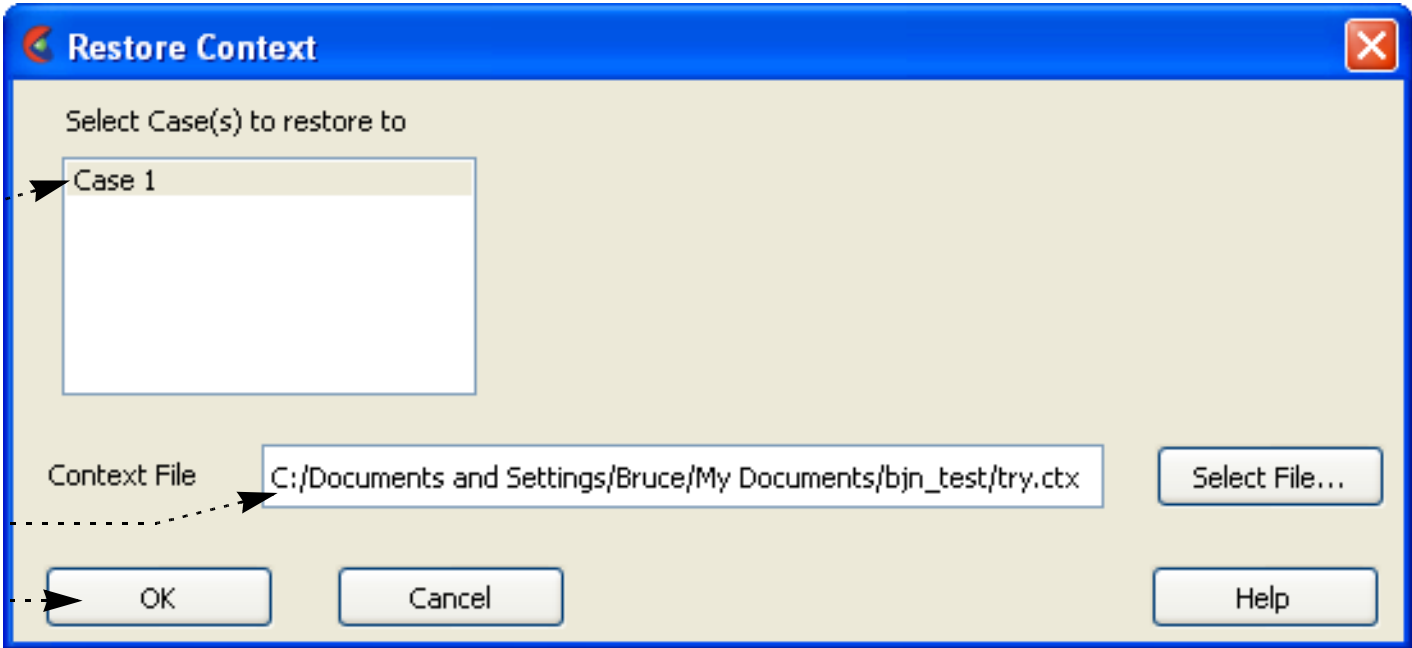 Restore Context
Select Case(s) to restore to
Case 1
Context File C:/Documents and Settings/Bruce/My Documents/bjn_test/try.ctx Select File...
OK Cancel Help